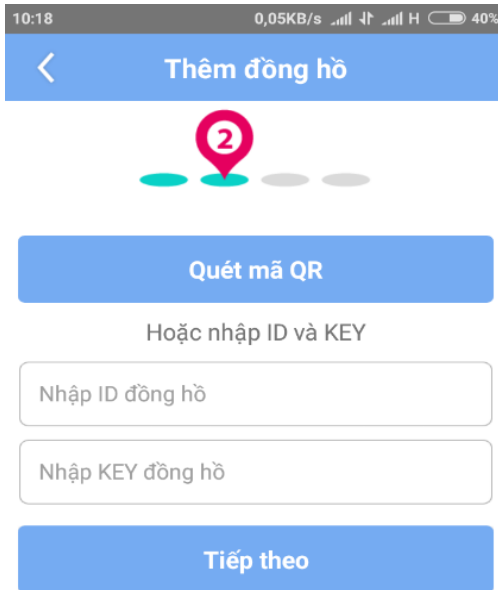 10:18 0,05KB/s H 40%
Thêm đồng hồ
2
Quét mã QR
Hoặc nhập ID và KEY
Nhập ID đồng hồ
Nhập KEY đồng hồ
Tiếp theo